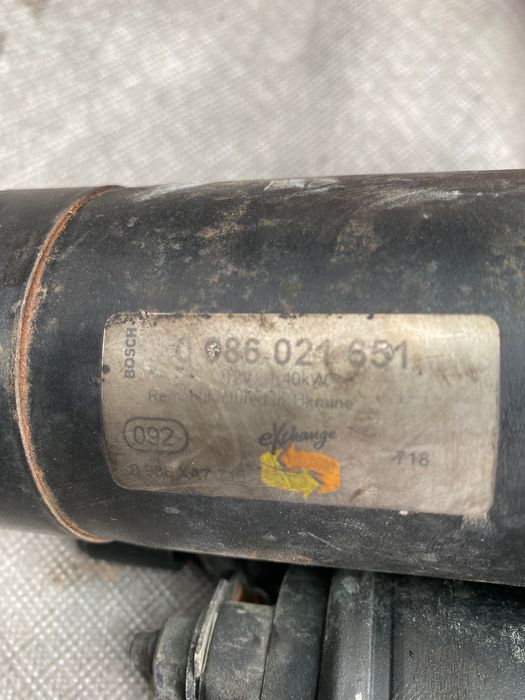 BOSCH
0 986 021 651
12V 1,40kW
Remanufactured in Ukraine
092
eXchange
718